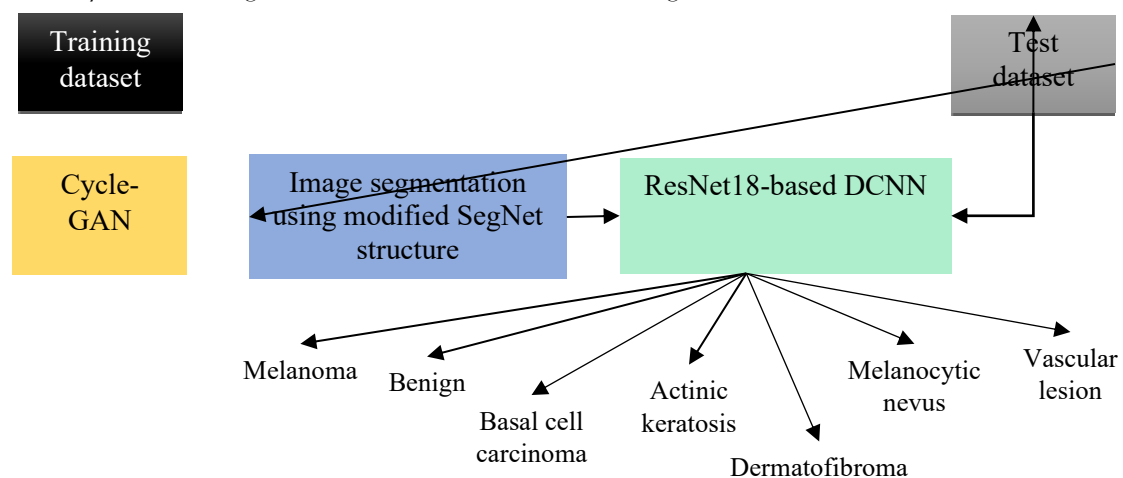 Training
dataset
Test
dataset
Cycle-
GAN
Image segmentation
using modified SegNet
structure
ResNet18-based DCNN
Melanoma
Benign
Basal cell
carcinoma
Actinic
keratosis
Dermatofibroma
Melanocytic
nevus
Vascular
lesion